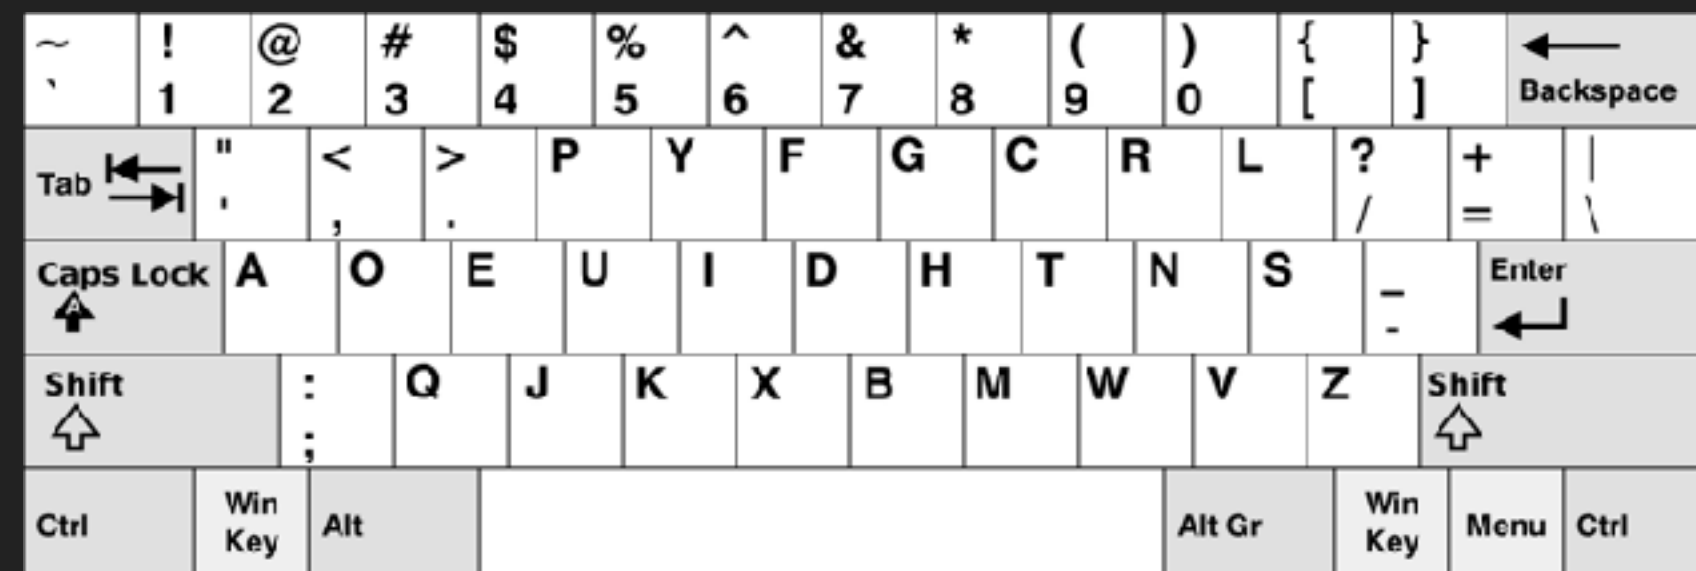 ~ ! @ # $ % ^ & * ( ) { }
` 1 2 3 4 5 6 7 8 9 0 [ ] Backspace
Tab " < > P Y F G C R L ? + |
' , . / = \
Caps Lock A O E U I D H T N S _ Enter
A -
Shift : Q J K X B M W V Z Shift
;
Ctrl Win Key Alt Alt Gr Win Key Menu Ctrl